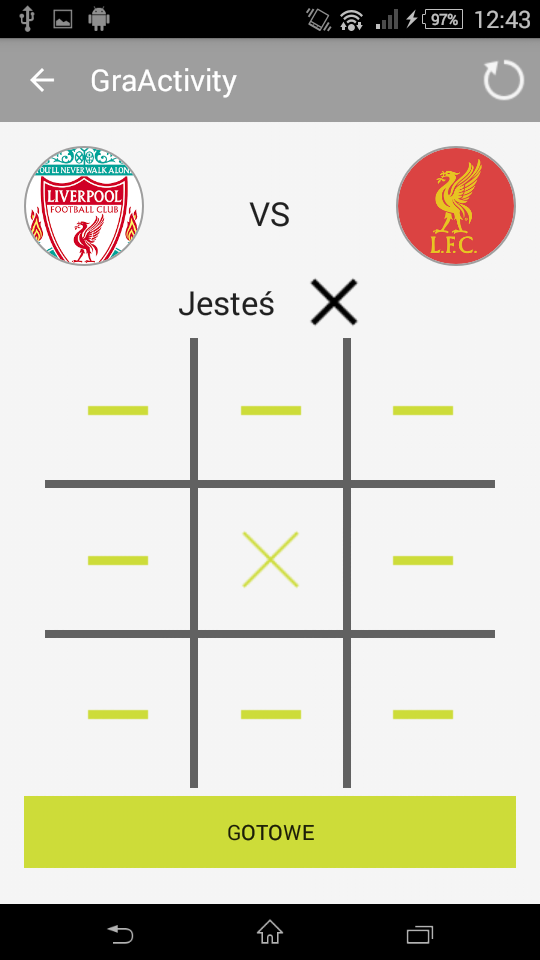 97% 12:43
GraActivity
YOU'LL NEVER WALK ALONE
LIVERPOOL
FOOTBALL CLUB
VS
L.F.C.
Jesteś
GOTOWE